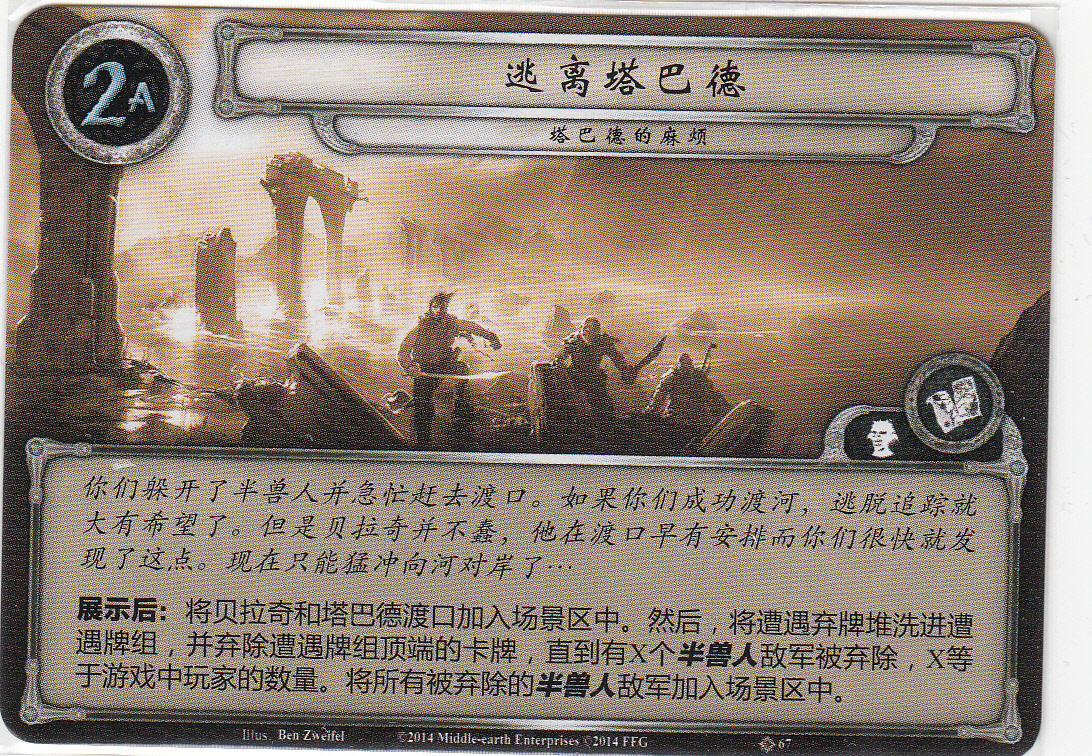 2A
逃离塔巴德
塔巴德的麻烦
你们躲开了半兽人并急忙赶去渡口。如果你们成功渡河，逃脱追踪就
大有希望了。但是贝拉奇并不蠢，他在渡口早有安排而你们很快就发
现了这点。现在只能猛冲向河对岸了…
展示后：将贝拉奇和塔巴德渡口加入场景区中。然后，将遭遇弃牌堆洗进遭
遇牌组，并弃除遭遇牌组顶端的卡牌，直到有X个半兽人敌军被弃除，X等
于游戏中玩家的数量。将所有被弃除的半兽人敌军加入场景区中。
Illus. Ben Zweifel ©2014 Middle-earth Enterprises ©2014 FFG 67